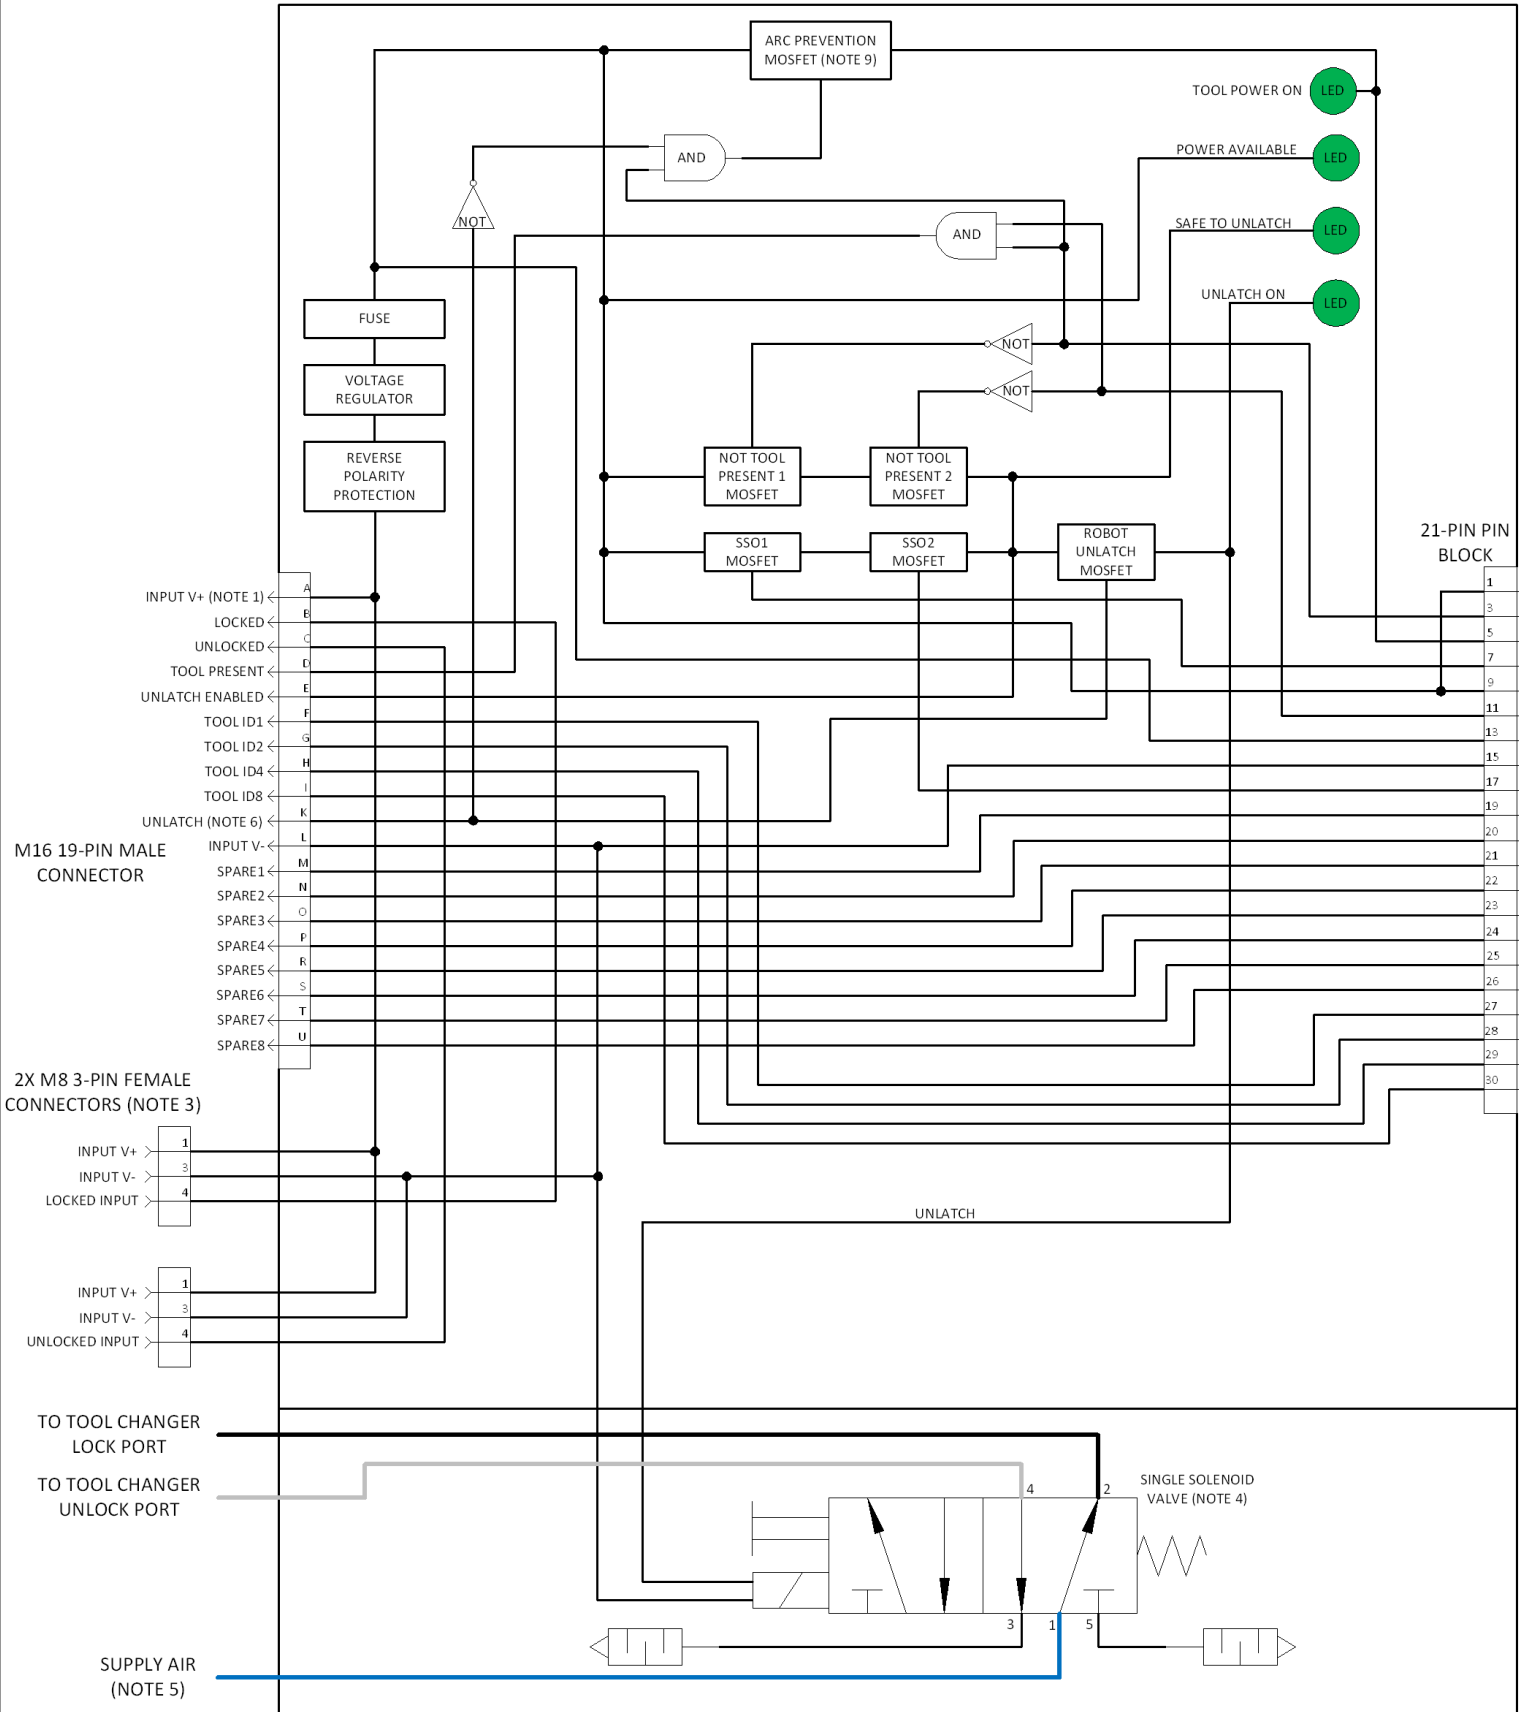 ARC PREVENTION
MOSFET (NOTE 9)
TOOL POWER ON
LED
AND
POWER AVAILABLE
LED
NOT
AND
SAFE TO UNLATCH
LED
UNLATCH ON
LED
FUSE
NOT
VOLTAGE
REGULATOR
NOT
REVERSE
POLARITY
PROTECTION
NOT TOOL
PRESENT 1
MOSFET
NOT TOOL
PRESENT 2
MOSFET
SSO1
MOSFET
SSO2
MOSFET
ROBOT
UNLATCH
MOSFET
21-PIN PIN
BLOCK
1
3
5
7
9
11
13
15
17
19
20
21
22
23
24
25
26
27
28
29
30
INPUT V+ (NOTE 1)
A
LOCKED
B
UNLOCKED
C
TOOL PRESENT
D
UNLATCH ENABLED
E
TOOL ID1
F
TOOL ID2
G
TOOL ID4
H
TOOL ID8
I
UNLATCH (NOTE 6)
K
INPUT V-
L
SPARE1
M
SPARE2
N
SPARE3
O
SPARE4
P
SPARE5
R
SPARE6
S
SPARE7
T
SPARE8
U
M16 19-PIN MALE
CONNECTOR
2X M8 3-PIN FEMALE
CONNECTORS (NOTE 3)
INPUT V+
1
INPUT V-
3
LOCKED INPUT
4
INPUT V+
1
INPUT V-
3
UNLOCKED INPUT
4
UNLATCH
TO TOOL CHANGER
LOCK PORT
TO TOOL CHANGER
UNLOCK PORT
SINGLE SOLENOID
VALVE (NOTE 4)
4
2
3
1
5
SUPPLY AIR
(NOTE 5)